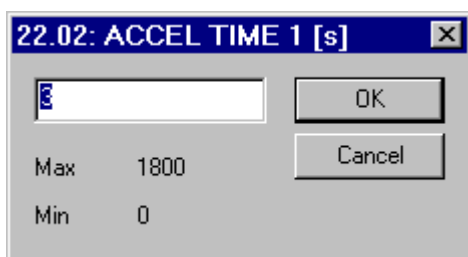 22.02: ACCEL TIME 1 [s]
3
OK
Cancel
Max 1800
Min 0